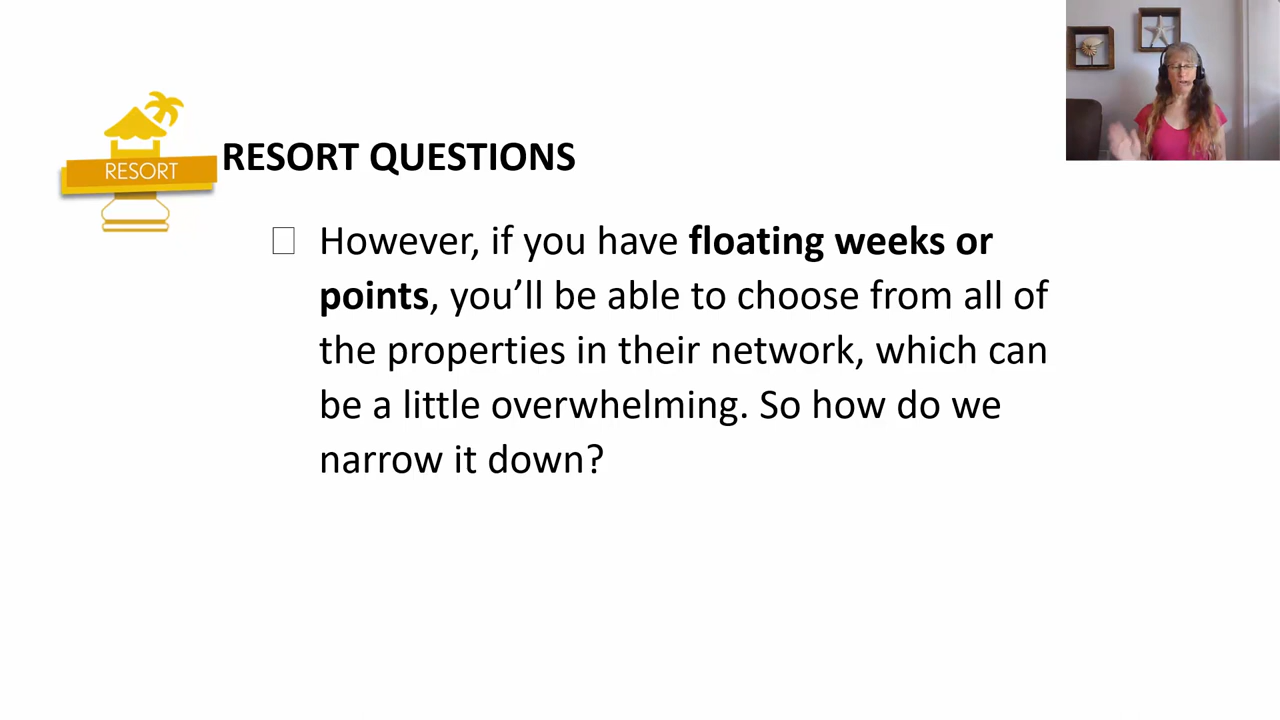 RESORT
RESORT QUESTIONS
However, if you have floating weeks or
points, you’ll be able to choose from all of
the properties in their network, which can
be a little overwhelming. So how do we
narrow it down?